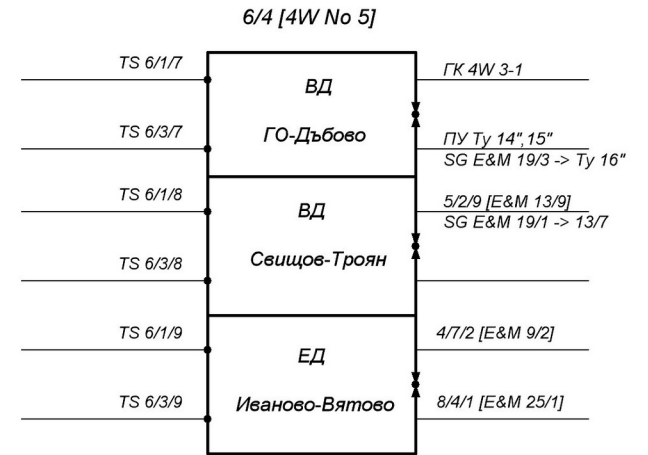 6/4 [4W No 5]
TS 6/1/7
ВД
ГК 4W 3-1
TS 6/3/7
ГО-Дъбово
ПУ Ту 14",15"
SG E&M 19/3 -> Ту 16"
TS 6/1/8
ВД
5/2/9 [E&M 13/9]
SG E&M 19/1 -> 13/7
TS 6/3/8
Свищов-Троян
TS 6/1/9
ЕД
4/7/2 [E&M 9/2]
TS 6/3/9
Иваново-Вятово
8/4/1 [E&M 25/1]